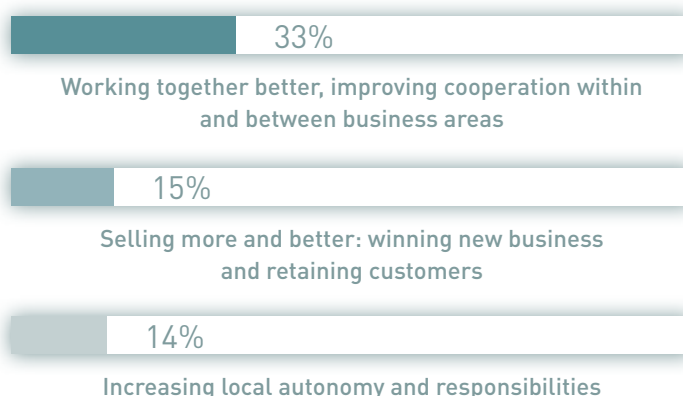 33%
Working together better, improving cooperation within
and between business areas
15%
Selling more and better: winning new business
and retaining customers
14%
Increasing local autonomy and responsibilities